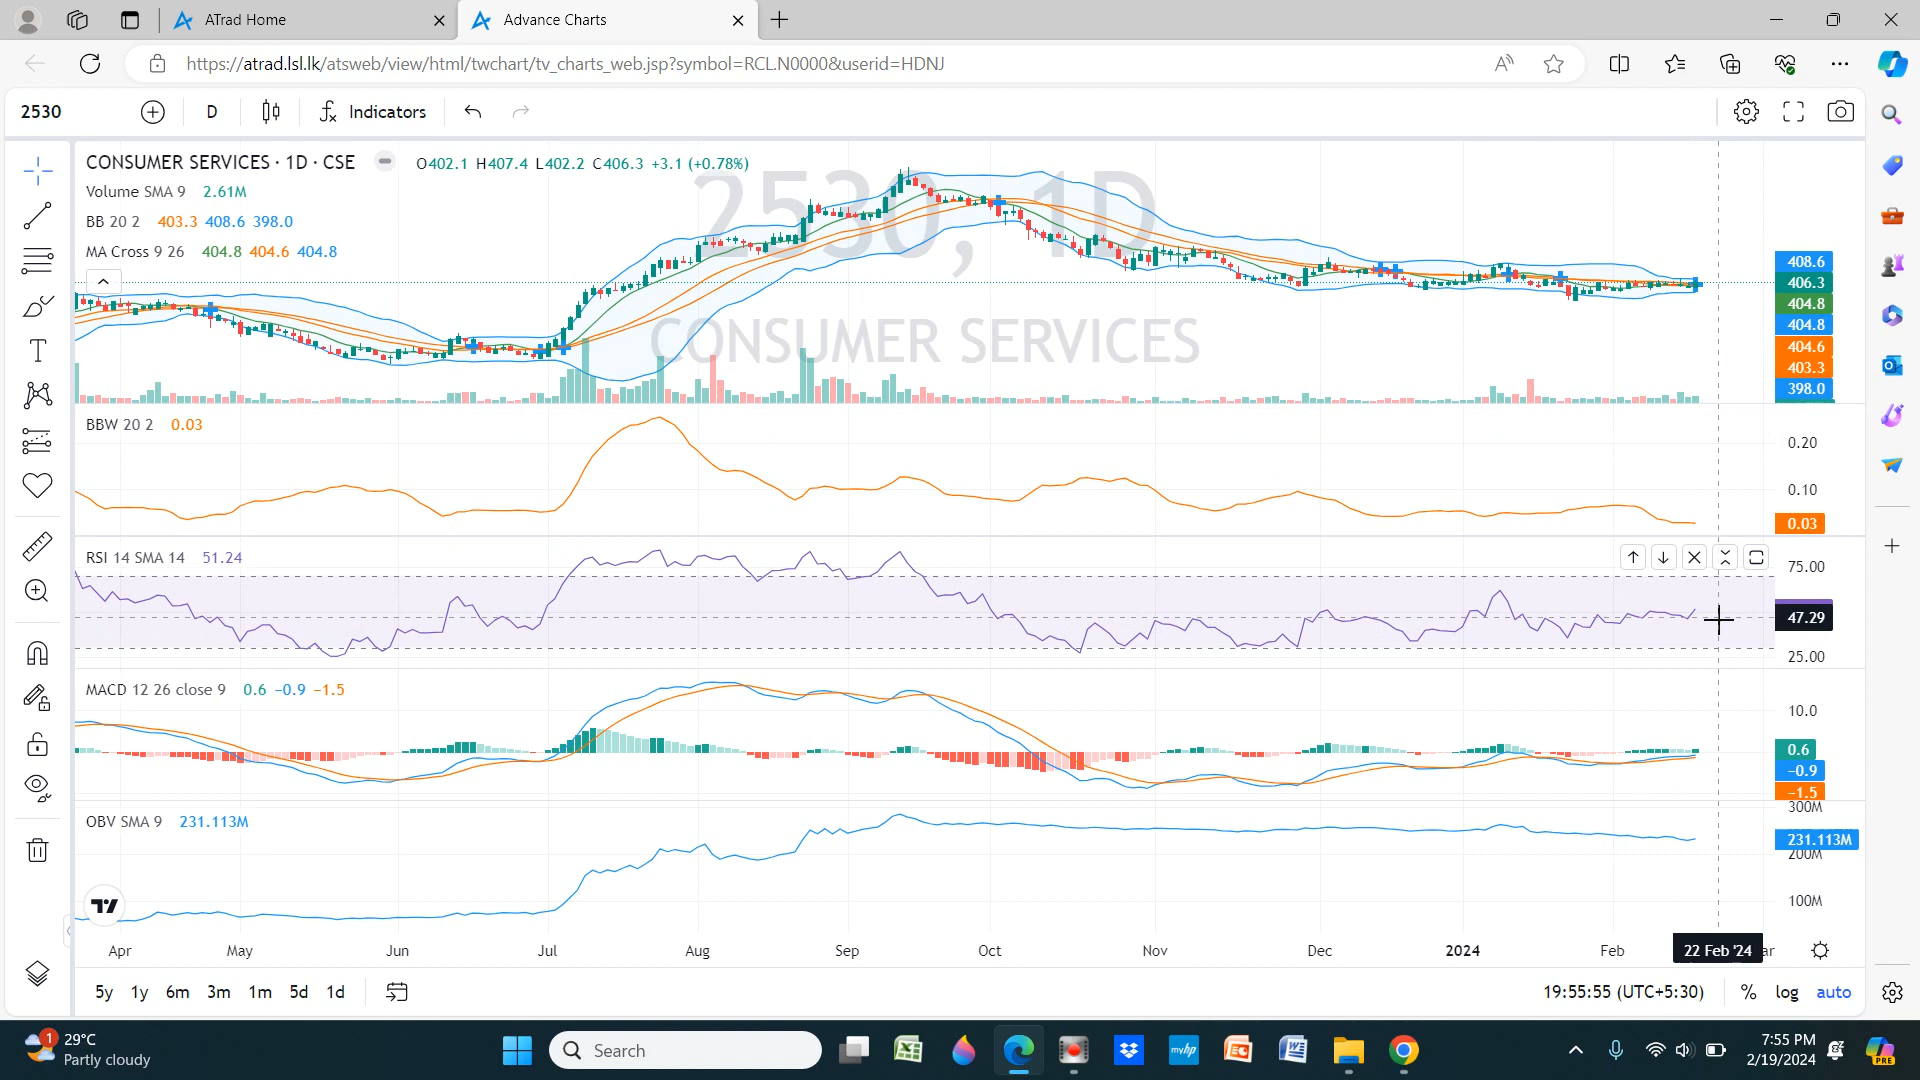 ATrad Home
Advance Charts
https://atrad.lsl.lk/atsweb/view/html/twchart/tv_charts_web.jsp?symbol=RCL.N0000&userid=HDNJ
2530
D
Indicators
CONSUMER SERVICES · 1D · CSE
O402.1 H407.4 L402.2 C406.3 +3.1 (+0.78%)
Volume SMA 9 2.61M
BB 20 2 403.3 408.6 398.0
MA Cross 9 26 404.8 404.6 404.8
2530, 1D
CONSUMER SERVICES
408.6
406.3
404.8
404.8
404.6
403.3
398.0
BBW 20 2 0.03
0.20
0.10
0.03
RSI 14 SMA 14 51.24
75.00
47.29
25.00
MACD 12 26 close 9 0.6 −0.9 −1.5
10.0
0.6
−0.9
−1.5
OBV SMA 9 231.113M
300M
231.113M
200M
100M
Apr May Jun Jul Aug Sep Oct Nov Dec 2024 Feb 22 Feb '24 ar
5y 1y 6m 3m 1m 5d 1d
19:55:55 (UTC+5:30) % log auto
1
29°C
Partly cloudy
Search
myhp
7:55 PM
2/19/2024
PRE